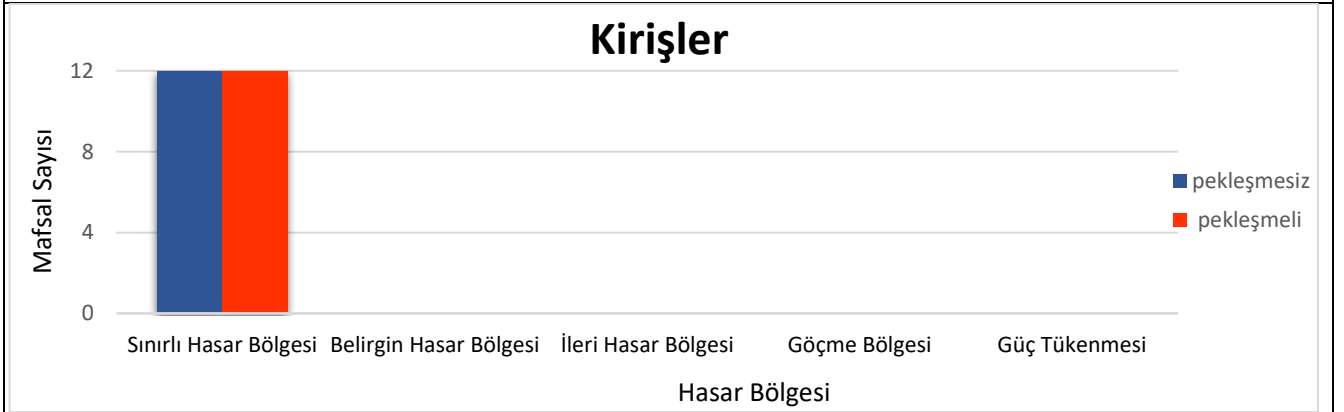 Kirişler
12
8
4
0
Mafsal Sayısı
Sınırlı Hasar Bölgesi Belirgin Hasar Bölgesi İleri Hasar Bölgesi Göçme Bölgesi Güç Tükenmesi
Hasar Bölgesi
pekleşmesiz
pekleşmeli